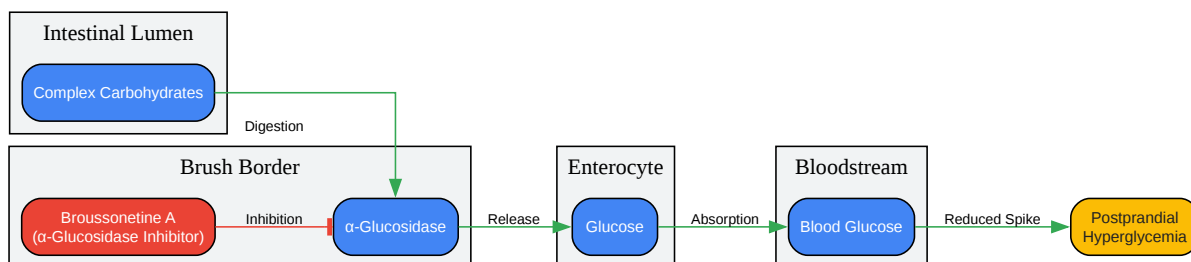 Intestinal Lumen
Complex Carbohydrates
Digestion
Brush Border
Broussonetine A
(α-Glucosidase Inhibitor)
Inhibition
α-Glucosidase
Release
Enterocyte
Glucose
Absorption
Bloodstream
Blood Glucose
Reduced Spike
Postprandial
Hyperglycemia